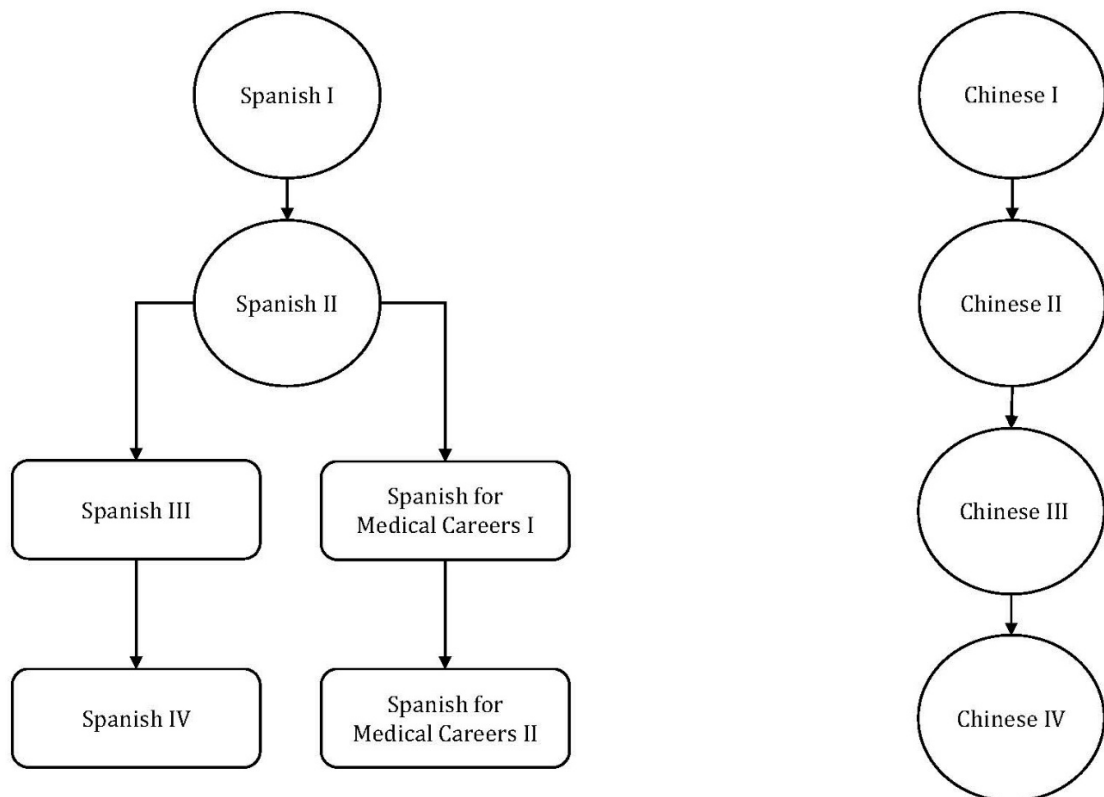 Spanish I
Spanish II
Spanish III
Spanish for
Medical Careers I
Spanish IV
Spanish for
Medical Careers II
Chinese I
Chinese II
Chinese III
Chinese IV